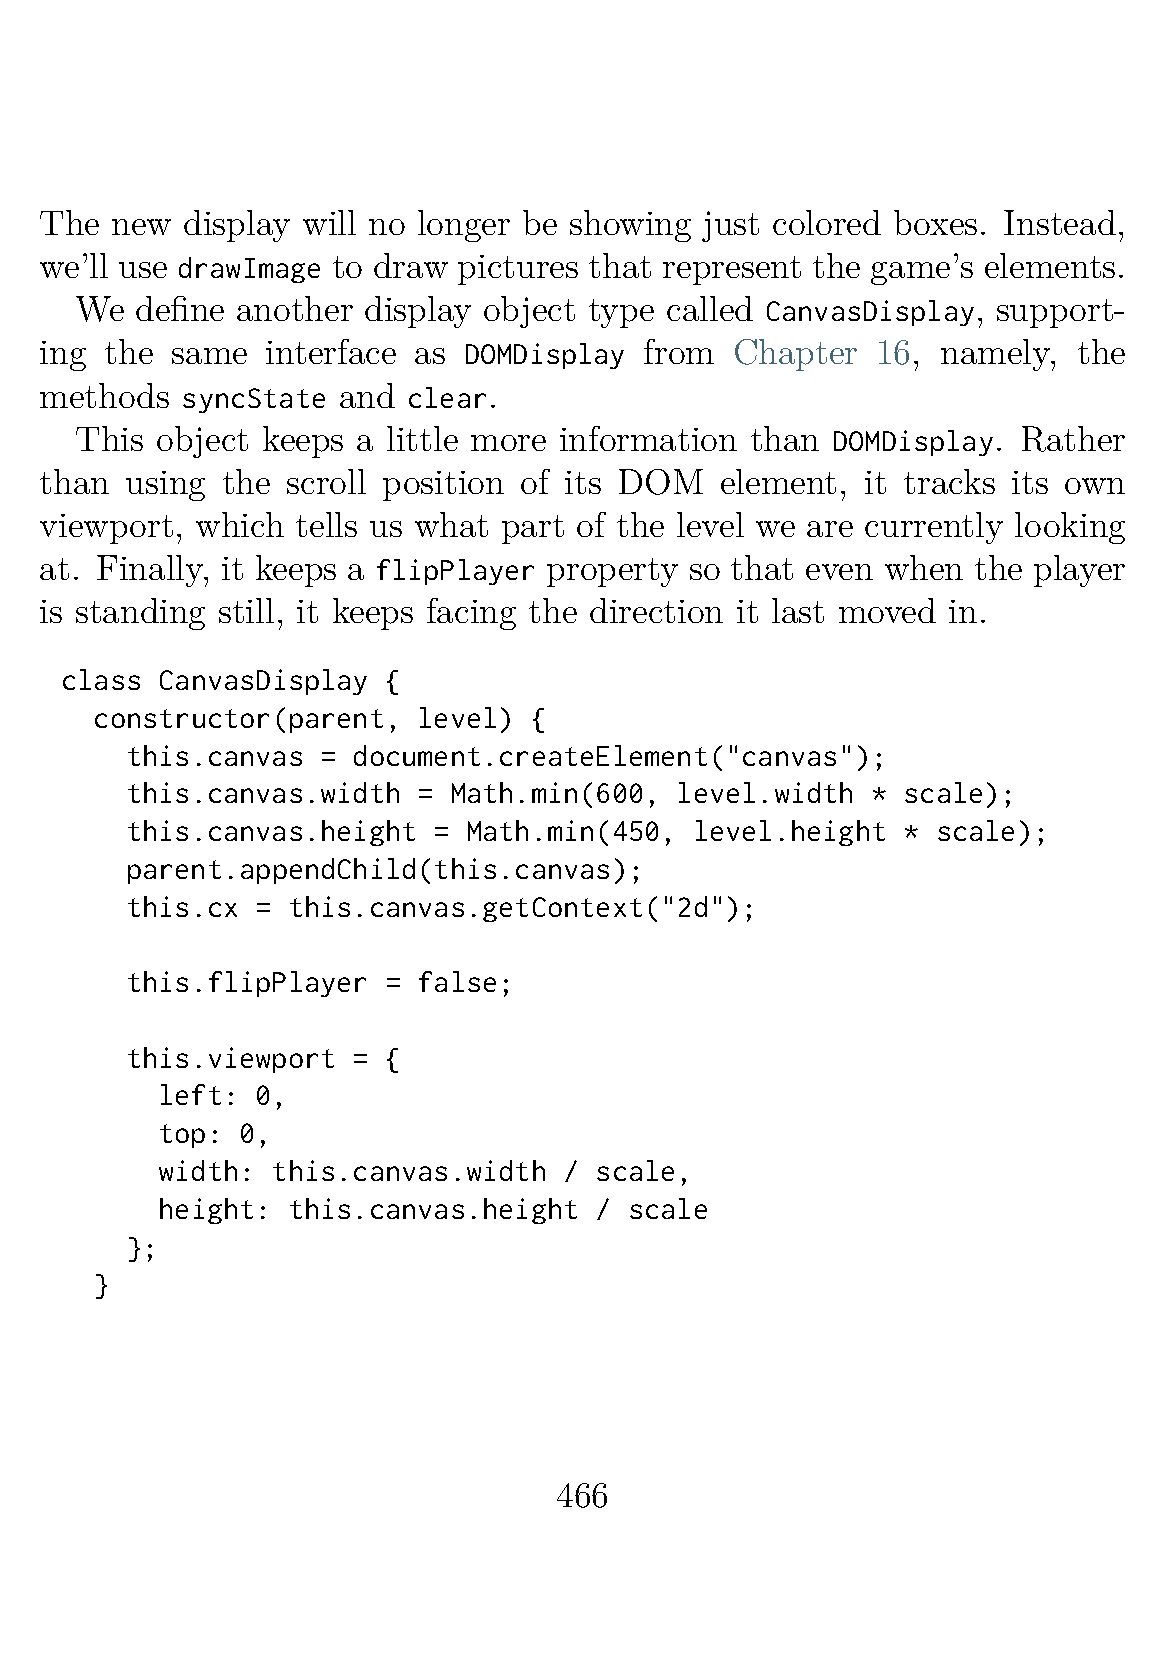 The new display will no longer be showing just colored boxes. Instead,
we'll use drawImage to draw pictures that represent the game's elements.
We define another display object type called CanvasDisplay, support-
ing the same interface as DOMDisplay from Chapter 16, namely, the
methods syncState and clear.
This object keeps a little more information than DOMDisplay. Rather
than using the scroll position of its DOM element, it tracks its own
viewport, which tells us what part of the level we are currently looking
at. Finally, it keeps a flipPlayer property so that even when the player
is standing still, it keeps facing the direction it last moved in.
class CanvasDisplay {
  constructor(parent, level) {
    this.canvas = document.createElement("canvas");
    this.canvas.width = Math.min(600, level.width * scale);
    this.canvas.height = Math.min(450, level.height * scale);
    parent.appendChild(this.canvas);
    this.cx = this.canvas.getContext("2d");

    this.flipPlayer = false;

    this.viewport = {
      left: 0,
      top: 0,
      width: this.canvas.width / scale,
      height: this.canvas.height / scale
    };
  }
466